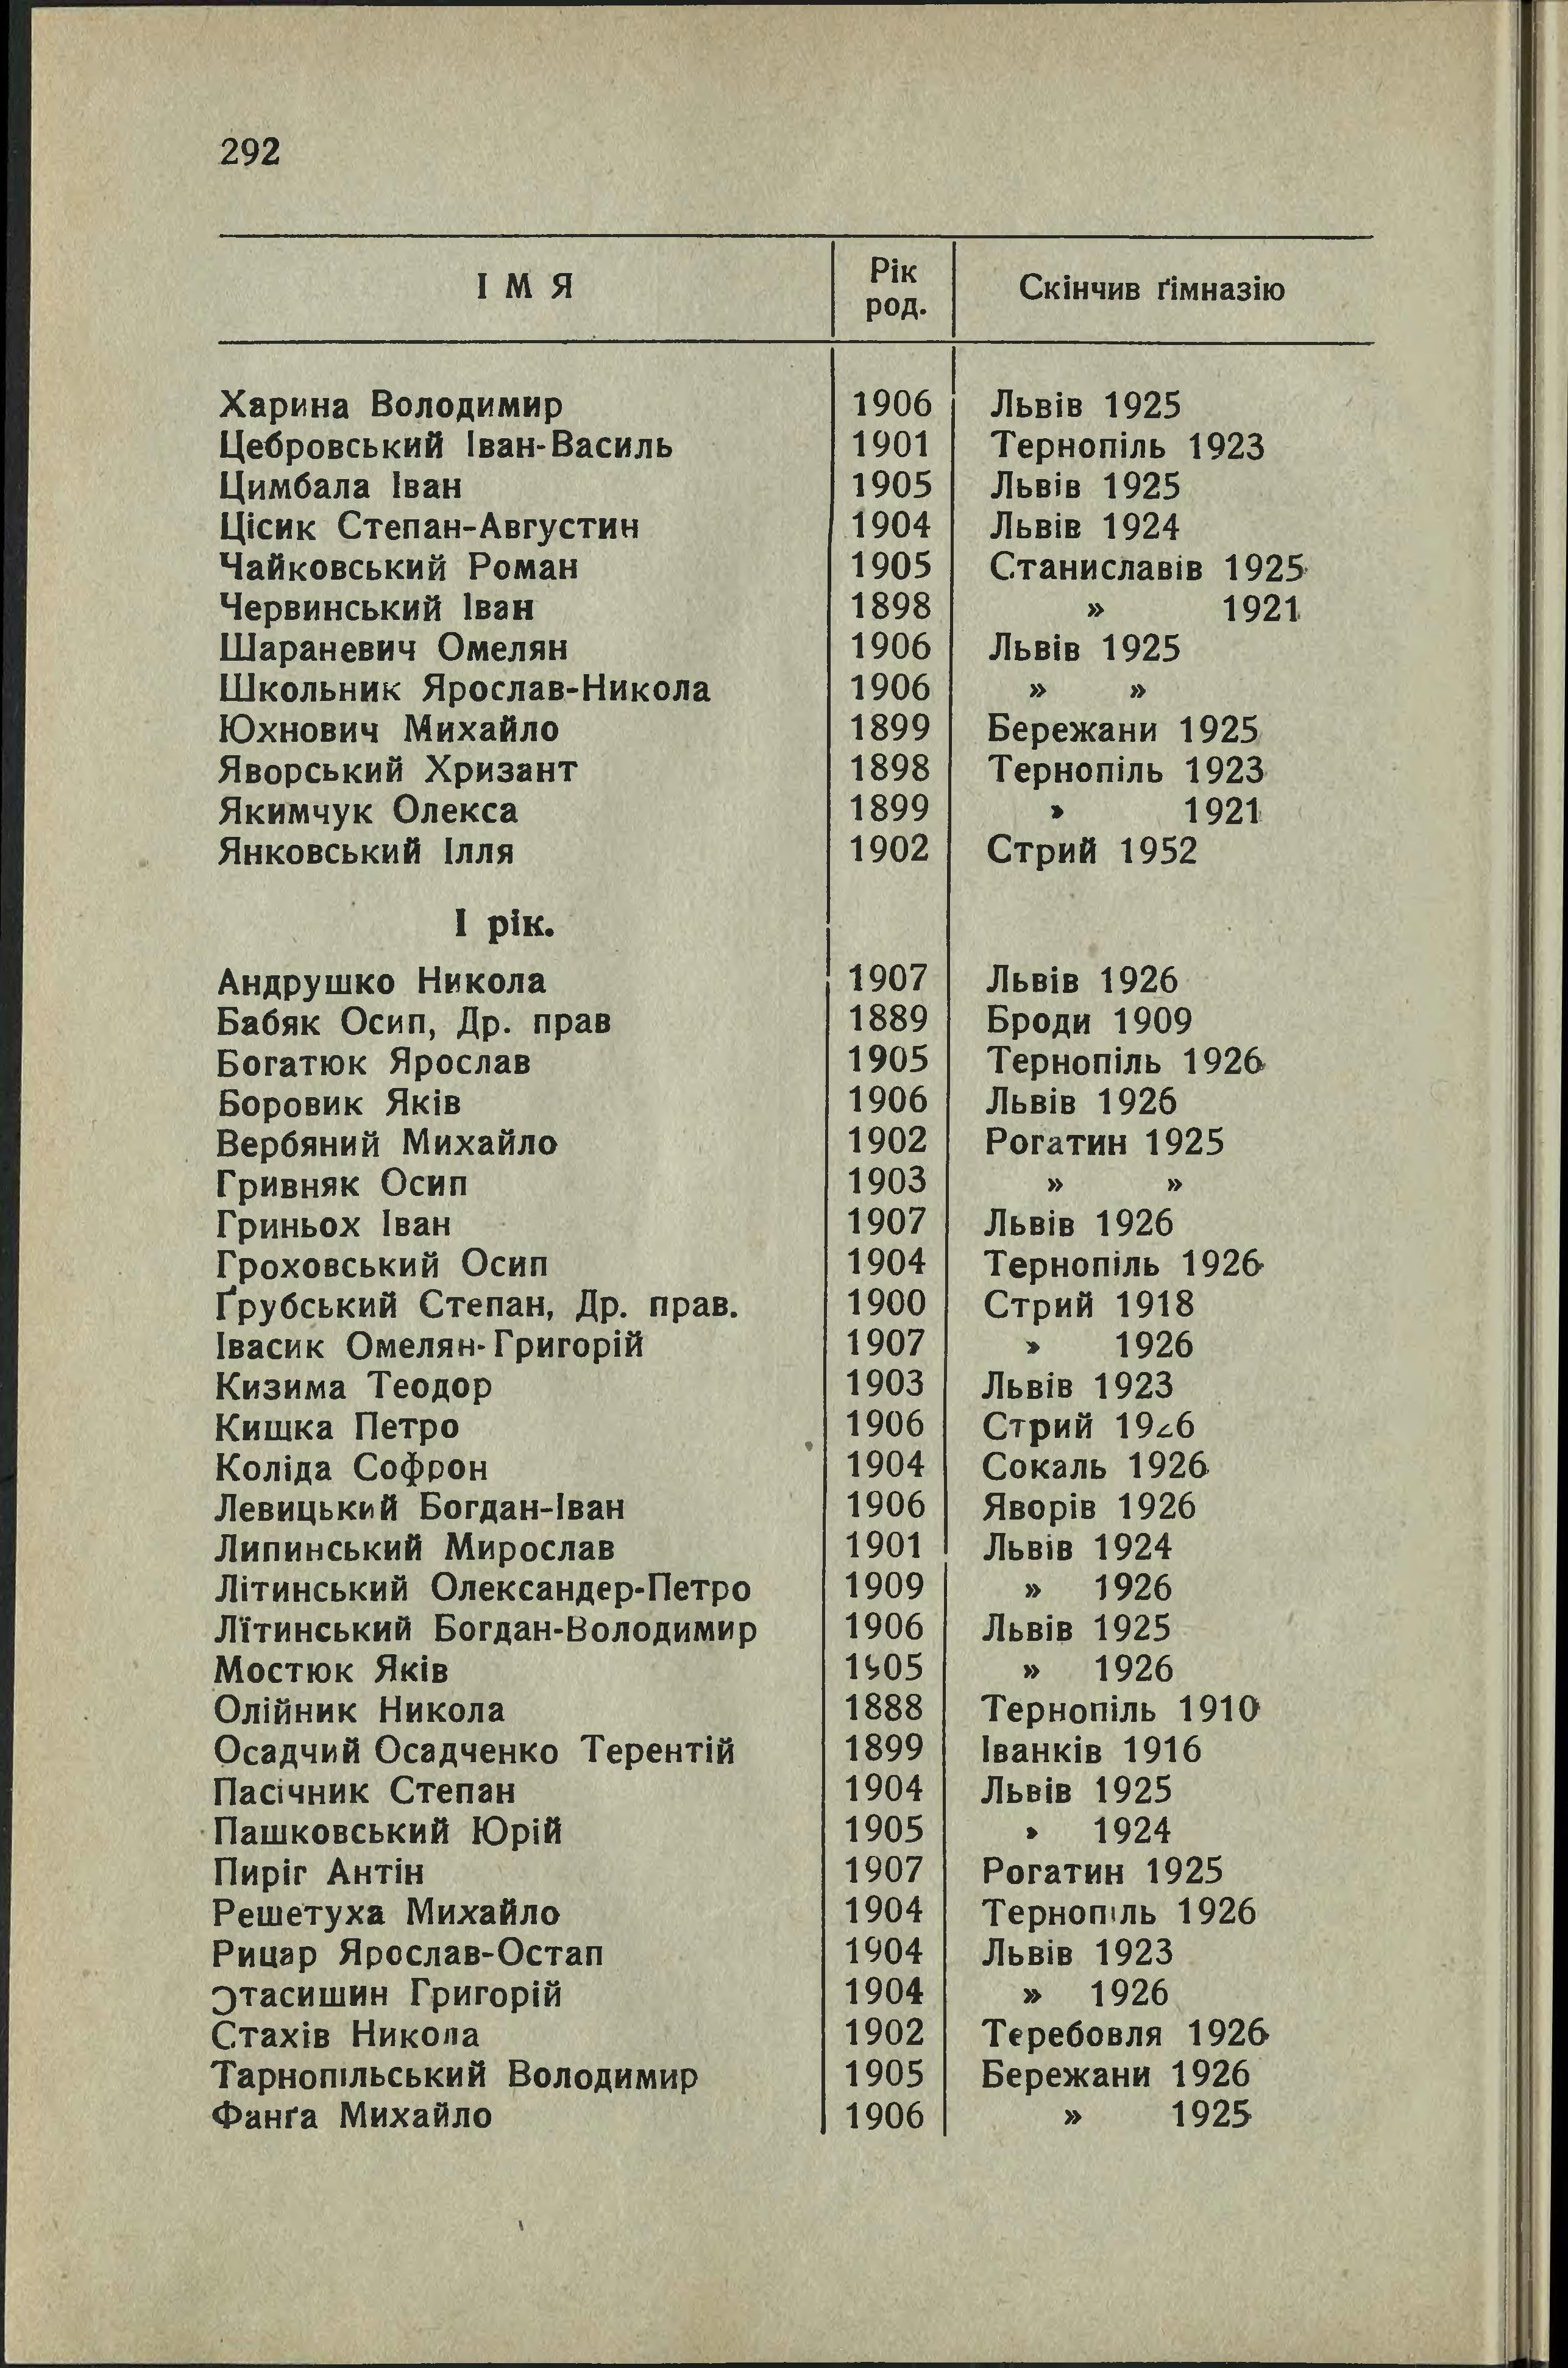 292
ІМЯ Рік род. Скінчив ґімназію
Харина Володимир 1906 Львів 1925
Цебровський Іван-Василь 1901 Тернопіль 1923
Цимбала Іван 1905 Львів 1925
Цісик Степан-Августин 1904 Львів 1924
Чайковський Роман 1905 Станиславів 1925
Червинський Іван 1898 » 1921
Шараневич Омелян 1906 Львів 1925
Школьник Ярослав-Никола 1906 » »
Юхнович Михайло 1899 Бережани 1925
Яворський Хризант 1898 Тернопіль 1923
Якимчук Олекса 1899 » 1921
Янковський Ілля 1902 Стрий 1952
І рік.
Андрушко Никола 1907 Львів 1926
Бабяк Осип, Др. прав 1889 Броди 1909
Богатюк Ярослав 1905 Тернопіль 1926
Боровик Яків 1906 Львів 1926
Вербяний Михайло 1902 Рогатин 1925
Гривняк Осип 1903 » »
Гриньох Іван 1907 Львів 1926
Гроховський Осип 1904 Тернопіль 1926
Ґрубський Степан, Др. прав. 1900 Стрий 1918
Івасик Омелян-Григорій 1907 » 1926
Кизима Теодор 1903 Львів 1923
Кишка Петро 1906 Стрий 1926
Коліда Софрон 1904 Сокаль 1926
Левицький Богдан-Іван 1906 Яворів 1926
Липинський Мирослав 1901 Львів 1924
Літинський Олександер-Петро 1909 » 1926
Лїтинський Богдан-Володимир 1906 Львів 1925
Мостюк Яків 1905 » 1926
Олійник Никола 1888 Тернопіль 1910
Осадчий Осадченко Терентій 1899 Іванків 1916
Пасічник Степан 1904 Львів 1925
Пашковський Юрій 1905 » 1924
Пиріг Антін 1907 Рогатин 1925
Решетуха Михайло 1904 Тернопіль 1926
Рицар Ярослав-Остап 1904 Львів 1923
Стасишин Григорій 1904 » 1926
Стахів Никола 1902 Теребовля 1926
Тарнопільський Володимир 1905 Бережани 1926
Фанґа Михайло 1906 » 1925